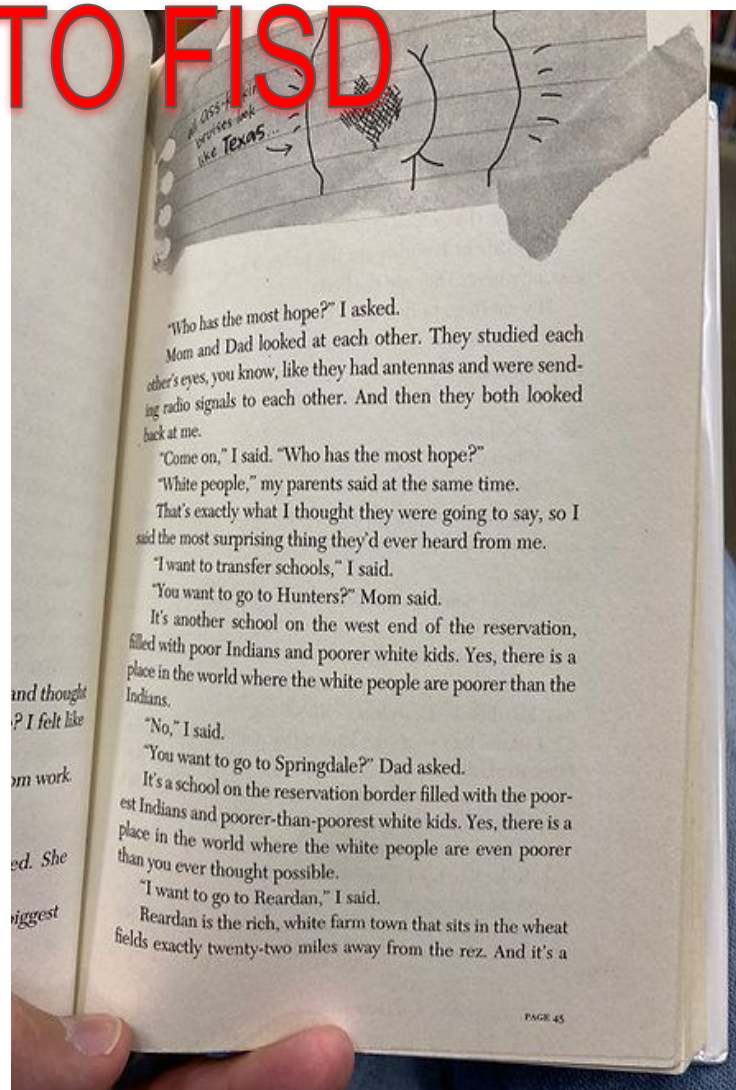 TO FISD
bruises look
like Texas...
"Who has the most hope?" I asked.
Mom and Dad looked at each other. They studied each
other's eyes, you know, like they had antennas and were send-
ing radio signals to each other. And then they both looked
back at me.
"Come on," I said. "Who has the most hope?"
"White people," my parents said at the same time.
That's exactly what I thought they were going to say, so I
said the most surprising thing they'd ever heard from me.
"I want to transfer schools," I said.
"You want to go to Hunters?" Mom said.
It's another school on the west end of the reservation,
filled with poor Indians and poorer white kids. Yes, there is a
place in the world where the white people are poorer than the
Indians.
"No," I said.
"You want to go to Springdale?" Dad asked.
It's a school on the reservation border filled with the poor-
est Indians and poorer-than-poorest white kids. Yes, there is a
place in the world where the white people are even poorer
than you ever thought possible.
"I want to go to Reardan," I said.
Reardan is the rich, white farm town that sits in the wheat
fields exactly twenty-two miles away from the rez. And it's a
PAGE 45
and thought
? I felt like
om work.
ed. She
iggest